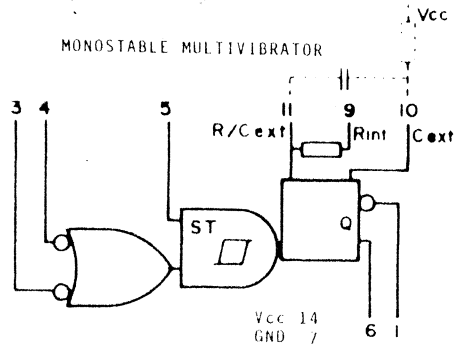 Vcc
MONOSTABLE MULTIVIBRATOR
3 4 5 11 9 10
R/Cext Rint Cext
ST
Q
Vcc 14
GND 7
6 1